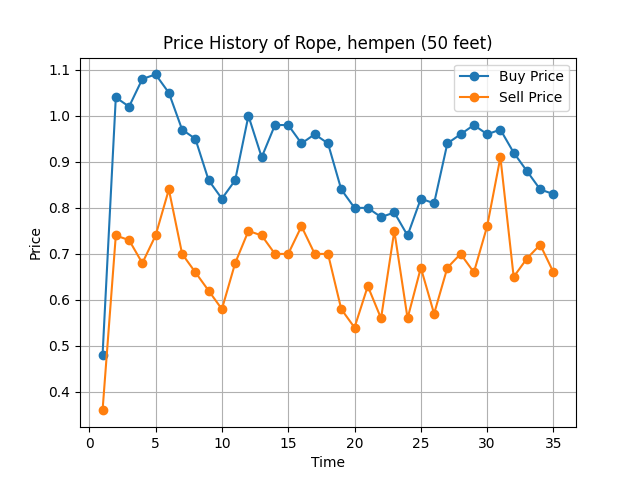 Price History of Rope, hempen (50 feet)
Buy Price
Sell Price
1.1
1.0
0.9
0.8
0.7
0.6
0.5
0.4
Price
0 5 10 15 20 25 30 35
Time